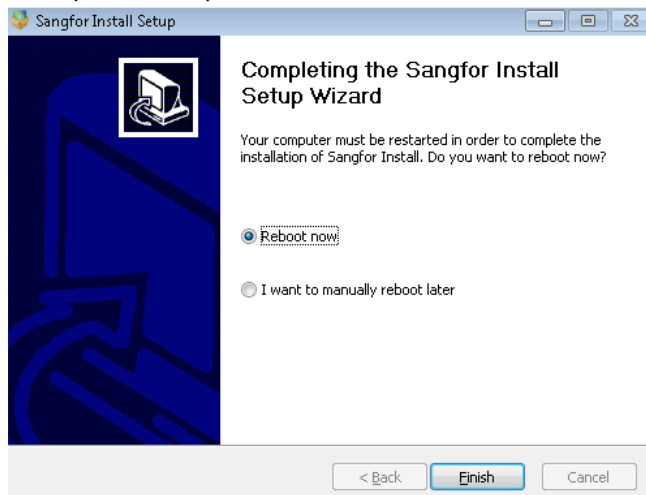 Sangfor Install Setup
Completing the Sangfor Install
Setup Wizard
Your computer must be restarted in order to complete the
installation of Sangfor Install. Do you want to reboot now?
Reboot now
I want to manually reboot later
< Back
Finish
Cancel